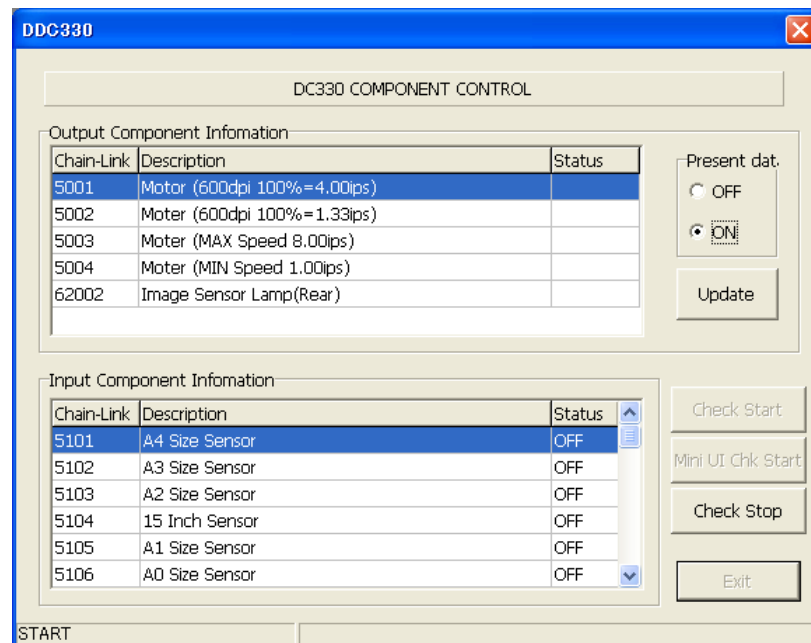 DDC330
DC330 COMPONENT CONTROL
Output Component Infomation
Chain-Link Description Status
5001 Motor (600dpi 100%=4.00ips)
5002 Moter (600dpi 100%=1.33ips)
5003 Moter (MAX Speed 8.00ips)
5004 Moter (MIN Speed 1.00ips)
62002 Image Sensor Lamp(Rear)
Present dat
OFF
ON
Update
Input Component Infomation
Chain-Link Description Status
5101 A4 Size Sensor OFF
5102 A3 Size Sensor OFF
5103 A2 Size Sensor OFF
5104 15 Inch Sensor OFF
5105 A1 Size Sensor OFF
5106 A0 Size Sensor OFF
Check Start
Mini UI Chk Start
Check Stop
Exit
START